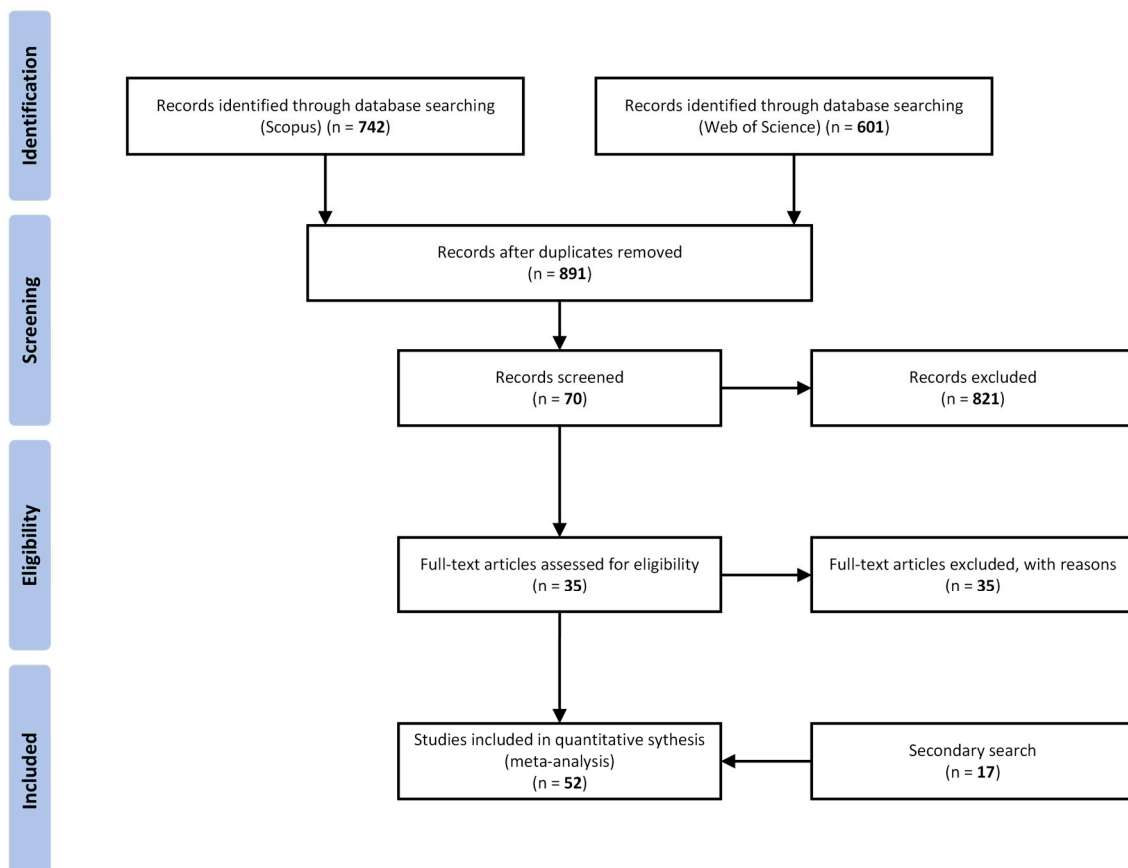 Identification
Records identified through database searching
(Scopus) (n = 742)
Records identified through database searching
(Web of Science) (n = 601)
Screening
Records after duplicates removed
(n = 891)
Records screened
(n = 70)
Records excluded
(n = 821)
Eligibility
Full-text articles assessed for eligibility
(n = 35)
Full-text articles excluded, with reasons
(n = 35)
Included
Studies included in quantitative sythesis
(meta-analysis)
(n = 52)
Secondary search
(n = 17)